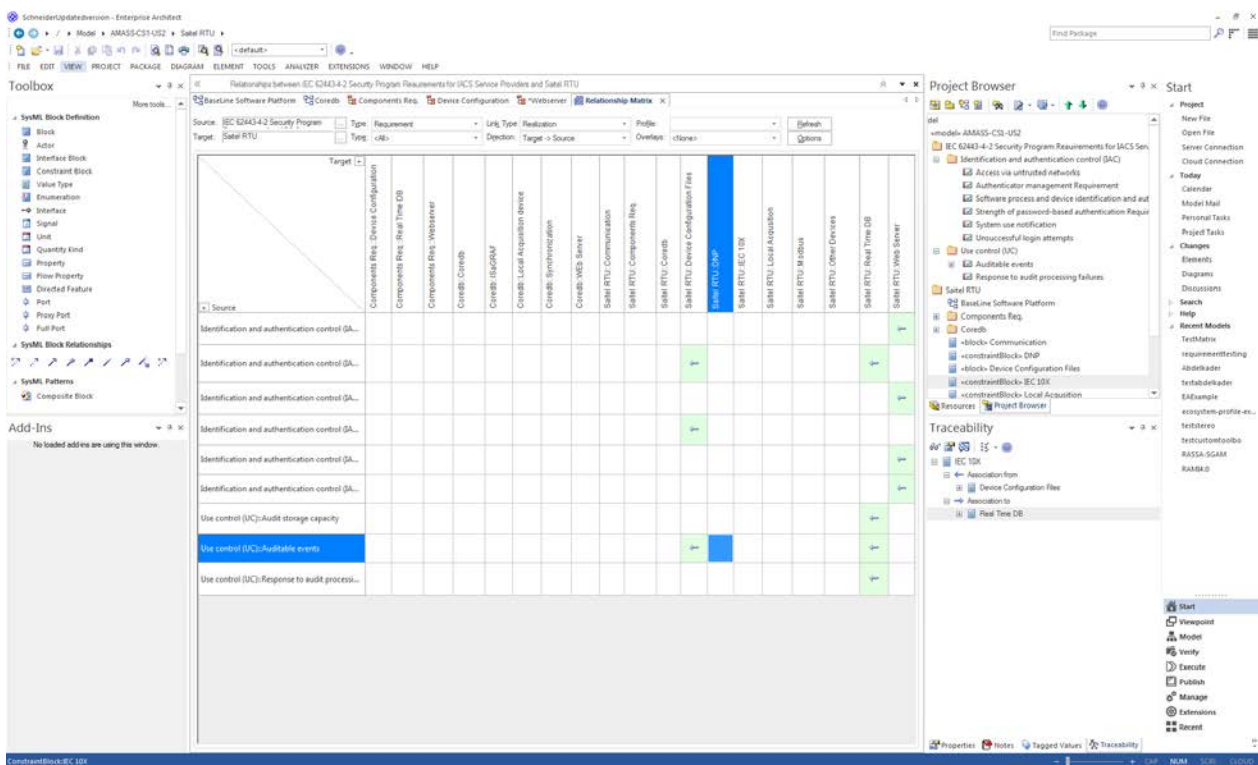 SchneiderUpdatedversion - Enterprise Architect
/ Model AMASS-CS1-US2 Saitel RTU
Find Package
<default>
FILE EDIT VIEW PROJECT PACKAGE DIAGRAM ELEMENT TOOLS ANALYZER EXTENSIONS WINDOW HELP
Toolbox
More tools...
SysML Block Definition
Block
Actor
Interface Block
Constraint Block
Value Type
Enumeration
Interface
Signal
Unit
Quantity Kind
Property
Flow Property
Directed Feature
Port
Proxy Port
Full Port
SysML Block Relationships
SysML Patterns
Composite Block
Add-Ins
No loaded add-ins are using this window.
Relationships between IEC 62443-4-2 Security Program Requirements for IACS Service Providers and Saitel RTU
BaseLine Software Platform Coredb Components Req. Device Configuration *Webserver Relationship Matrix
Source: IEC 62443-4-2 Security Program ... Type: Requirement Link Type: Realization Profile: Refresh
Target: Saitel RTU ... Type: <All> Direction: Target -> Source Overlays: <None> Options
Target +
+ Source
Components Req.:Device Configuration
Components Req.:Real Time DB
Components Req.:Webserver
Coredb::Coredb
Coredb::ISaGRAF
Coredb::Local Acquisition device
Coredb::Synchronization
Coredb::WEb Server
Saitel RTU::Communication
Saitel RTU::Components Req.
Saitel RTU::Coredb
Saitel RTU::Device Configuration Files
Saitel RTU::DNP
Saitel RTU::IEC 10X
Saitel RTU::Local Acqusition
Saitel RTU::Modbus
Saitel RTU::Other Devices
Saitel RTU::Real Time DB
Saitel RTU::Web Server
Identification and authentication control (IA...
Identification and authentication control (IA...
Identification and authentication control (IA...
Identification and authentication control (IA...
Identification and authentication control (IA...
Identification and authentication control (IA...
Use control (UC)::Audit storage capacity
Use control (UC)::Auditable events
Use control (UC)::Response to audit processi...
Project Browser
del
«model» AMASS-CS1-US2
IEC 62443-4-2 Security Program Requirements for IACS Serv
Identification and authentication control (IAC)
Access via untrusted networks
Authenticator management Requirement
Software process and device identification and aut
Strength of password-based authentication Requir
System use notification
Unsuccessful login attempts
Use control (UC)
Auditable events
Response to audit processing failures
Saitel RTU
BaseLine Software Platform
Components Req.
Coredb
«block» Communication
«constraintBlock» DNP
«block» Device Configuration Files
«constraintBlock» IEC 10X
«constraintBlock» Local Acqusition
Resources Project Browser
Traceability
IEC 10X
Association from
Device Configuration Files
Association to
Real Time DB
Properties Notes Tagged Values Traceability
Start
Project
New File
Open File
Server Connection
Cloud Connection
Today
Calender
Model Mail
Personal Tasks
Project Tasks
Changes
Elements
Diagrams
Discussions
Search
Help
Recent Models
TestMatrix
requirementtesting
Abdelkader
testabdelkader
EAExample
ecosystem-profile-ex...
teststereo
testcustomtoolbo
RASSA-SGAM
RAMI4.0
Start
Viewpoint
Model
Verify
Execute
Publish
Manage
Extensions
Recent
ConstraintBlock:IEC 10X
CAP NUM SCRL CLOUD